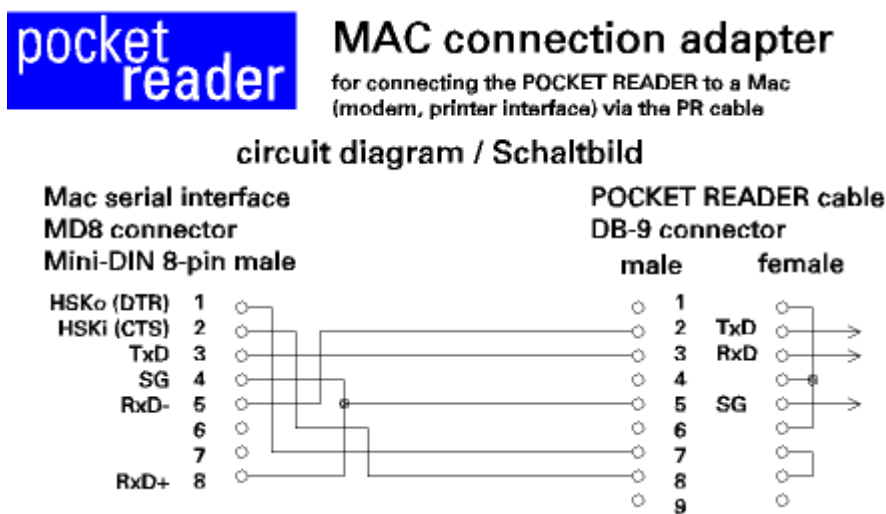 pocket
reader
MAC connection adapter
for connecting the POCKET READER to a Mac
(modem, printer interface) via the PR cable
circuit diagram / Schaltbild
Mac serial interface
MD8 connector
Mini-DIN 8-pin male
POCKET READER cable
DB-9 connector
male female
HSKo (DTR) 1 1
HSKi (CTS) 2 2 TxD
TxD 3 3 RxD
SG 4 4
RxD- 5 5 SG
6 6
7 7
RxD+ 8 8
9